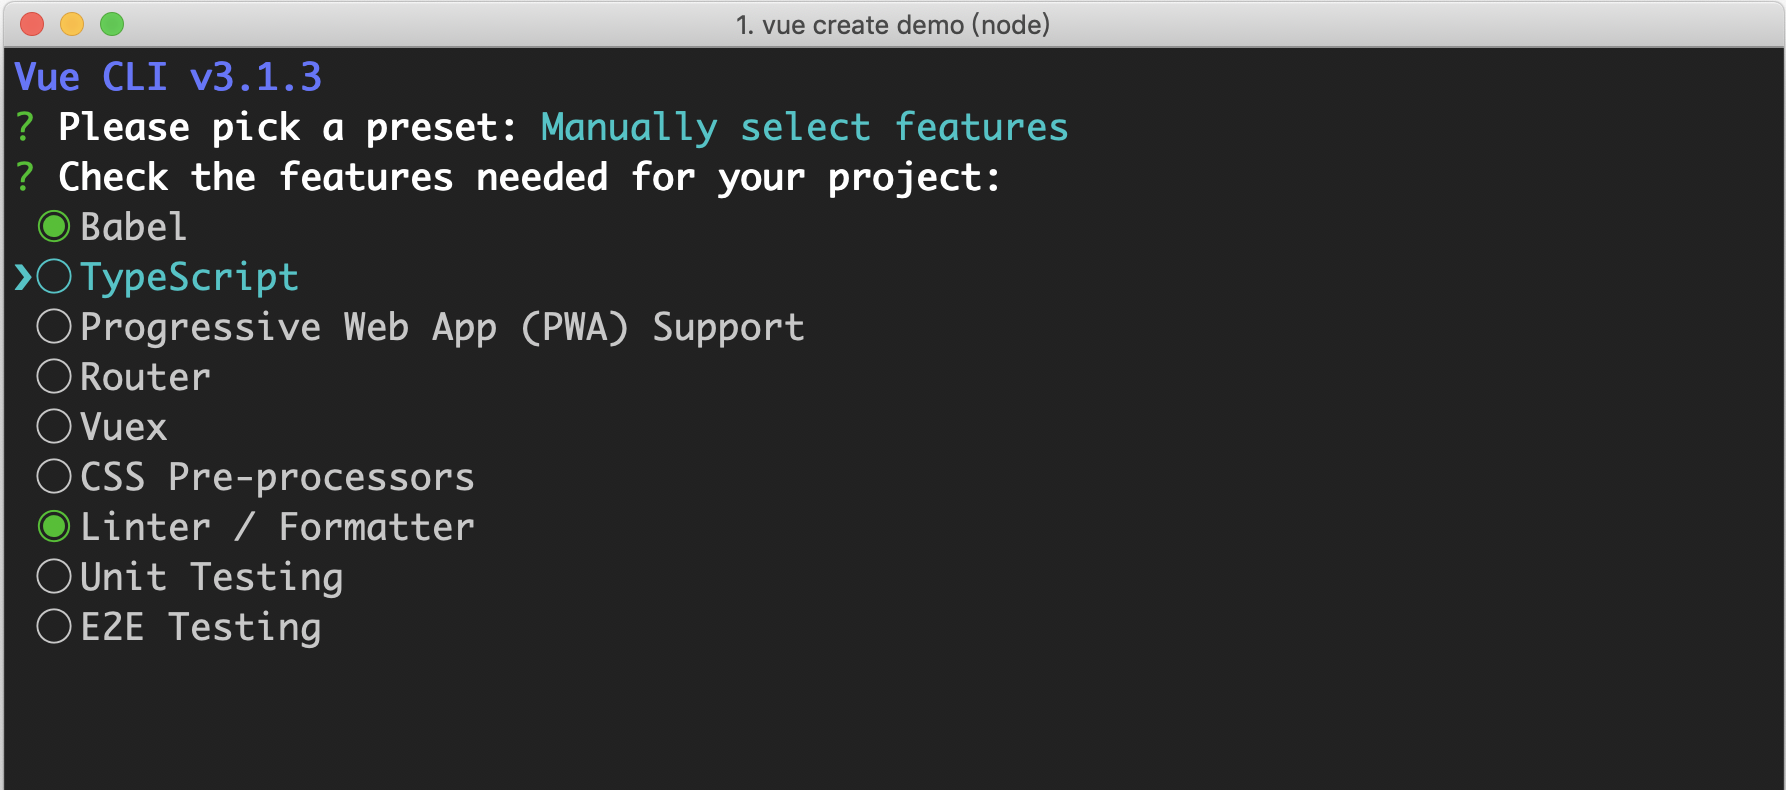 1. vue create demo (node)
Vue CLI v3.1.3
? Please pick a preset: Manually select features
? Check the features needed for your project:
◉ Babel
❯◯ TypeScript
◯ Progressive Web App (PWA) Support
◯ Router
◯ Vuex
◯ CSS Pre-processors
◉ Linter / Formatter
◯ Unit Testing
◯ E2E Testing